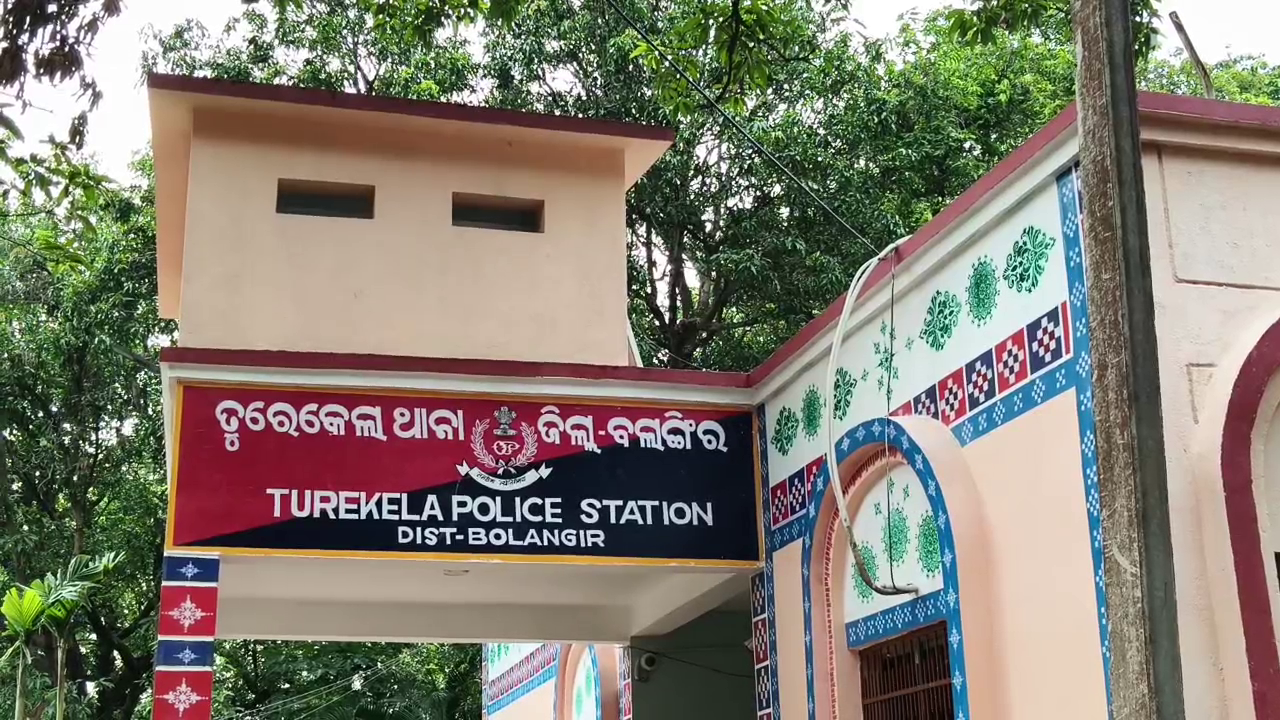 ତୁରେକେଲା ଥାନା ଜିଲ୍ଲା-ବଲାଙ୍ଗିର
TUREKELA POLICE STATION
DIST-BOLANGIR